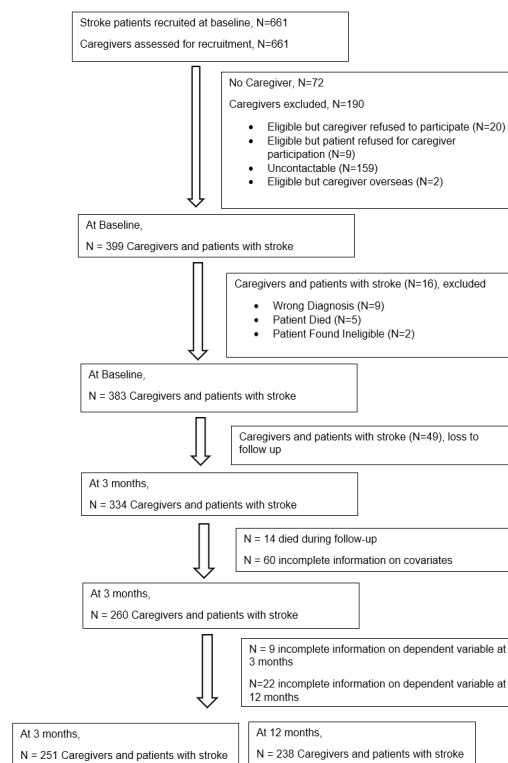 Stroke patients recruited at baseline, N=661
Caregivers assessed for recruitment, N=661
No Caregiver, N=72
Caregivers excluded, N=190
• Eligible but caregiver refused to participate (N=20)
• Eligible but patient refused for caregiver
participation (N=9)
• Uncontactable (N=159)
• Eligible but caregiver overseas (N=2)
At Baseline,
N = 399 Caregivers and patients with stroke
Caregivers and patients with stroke (N=16), excluded
• Wrong Diagnosis (N=9)
• Patient Died (N=5)
• Patient Found Ineligible (N=2)
At Baseline,
N = 383 Caregivers and patients with stroke
Caregivers and patients with stroke (N=49), loss to
follow up
At 3 months,
N = 334 Caregivers and patients with stroke
N = 14 died during follow-up
N = 60 incomplete information on covariates
At 3 months,
N = 260 Caregivers and patients with stroke
N = 9 incomplete information on dependent variable at
3 months
N=22 incomplete information on dependent variable at
12 months
At 3 months,
N = 251 Caregivers and patients with stroke
At 12 months,
N = 238 Caregivers and patients with stroke